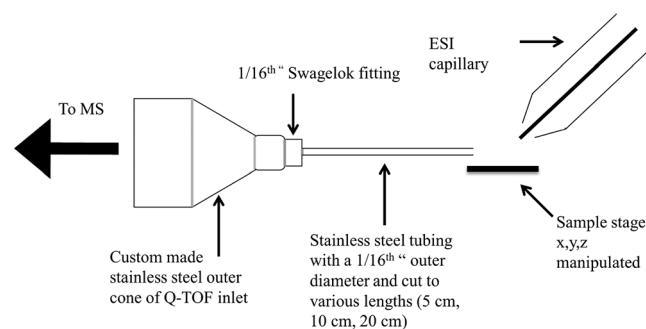 ESI
capillary
1/16th “ Swagelok fitting
To MS
Custom made
stainless steel outer
cone of Q-TOF inlet
Stainless steel tubing
with a 1/16th “ outer
diameter and cut to
various lengths (5 cm,
10 cm, 20 cm)
Sample stage
x,y,z
manipulated